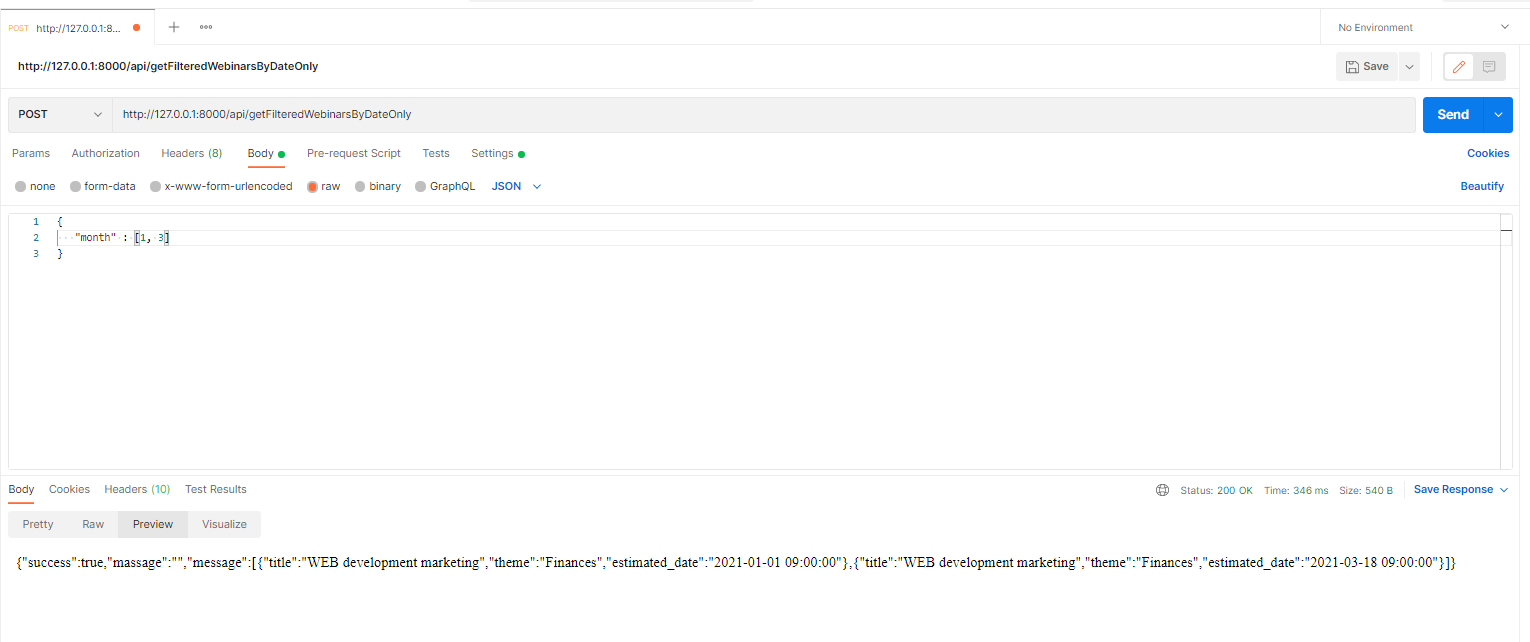 POST http://127.0.0.1:8... + ooo No Environment
http://127.0.0.1:8000/api/getFilteredWebinarsByDateOnly Save
POST http://127.0.0.1:8000/api/getFilteredWebinarsByDateOnly Send
Params Authorization Headers (8) Body Pre-request Script Tests Settings Cookies
none form-data x-www-form-urlencoded raw binary GraphQL JSON Beautify
1 {
2 "month" : [1, 3]
3 }
Body Cookies Headers (10) Test Results Status: 200 OK Time: 346 ms Size: 540 B Save Response
Pretty Raw Preview Visualize
{"success":true,"massage":"","message":[{"title":"WEB development marketing","theme":"Finances","estimated_date":"2021-01-01 09:00:00"},{"title":"WEB development marketing","theme":"Finances","estimated_date":"2021-03-18 09:00:00"}]}